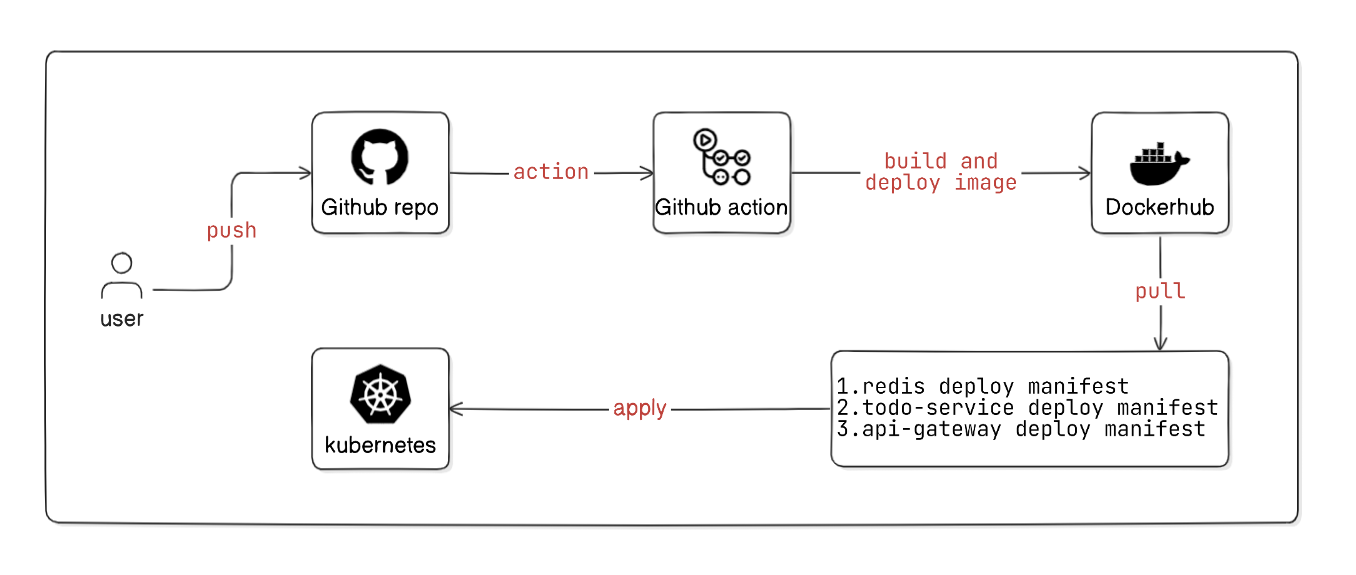 Github repo
action
Github action
build and
deploy image
Dockerhub
push
user
pull
1.redis deploy manifest
2.todo-service deploy manifest
3.api-gateway deploy manifest
apply
kubernetes